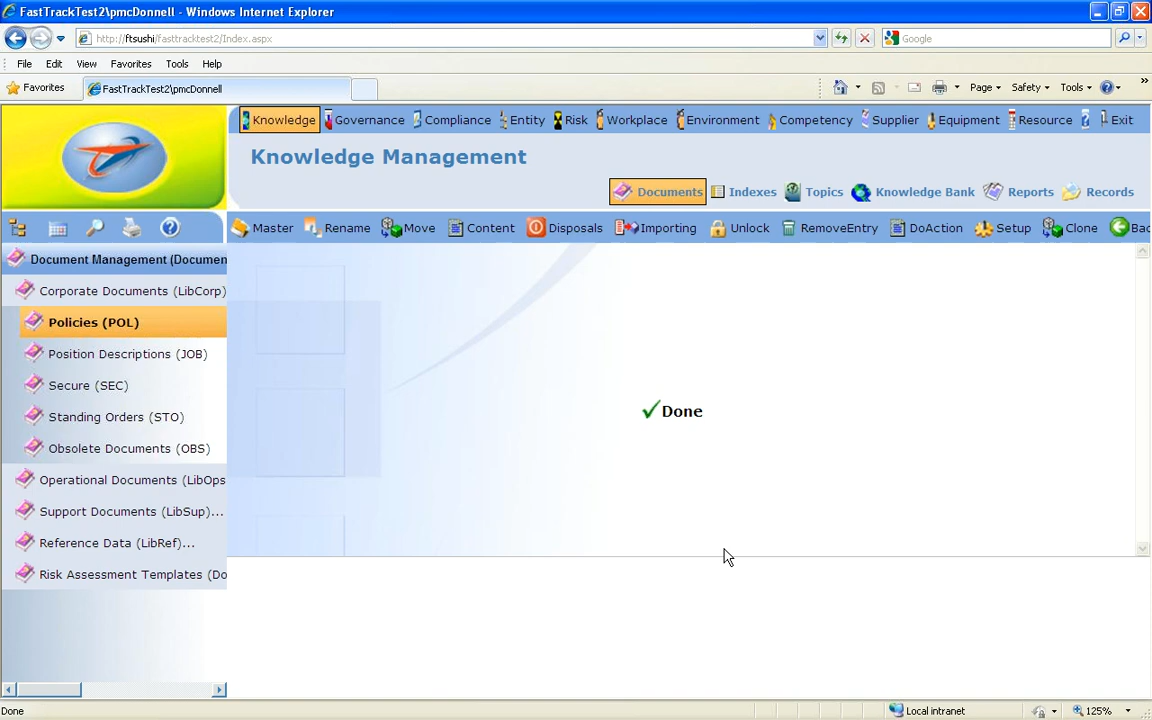 FastTrackTest2\pmcDonnell - Windows Internet Explorer
http://ftsushi/fasttracktest2/Index.aspx
Google
File Edit View Favorites Tools Help
Favorites FastTrackTest2\pmcDonnell Page Safety Tools
Knowledge Governance Compliance Entity Risk Workplace Environment Competency Supplier Equipment Resource Exit
Knowledge Management
Documents Indexes Topics Knowledge Bank Reports Records
Master Rename Move Content Disposals Importing Unlock RemoveEntry DoAction Setup Clone Bac
Document Management (Documen
Corporate Documents (LibCorp)
Policies (POL)
Position Descriptions (JOB)
Secure (SEC)
Standing Orders (STO)
Obsolete Documents (OBS)
Operational Documents (LibOps
Support Documents (LibSup)...
Reference Data (LibRef)...
Risk Assessment Templates (Do
Done
Done
Local intranet
125%